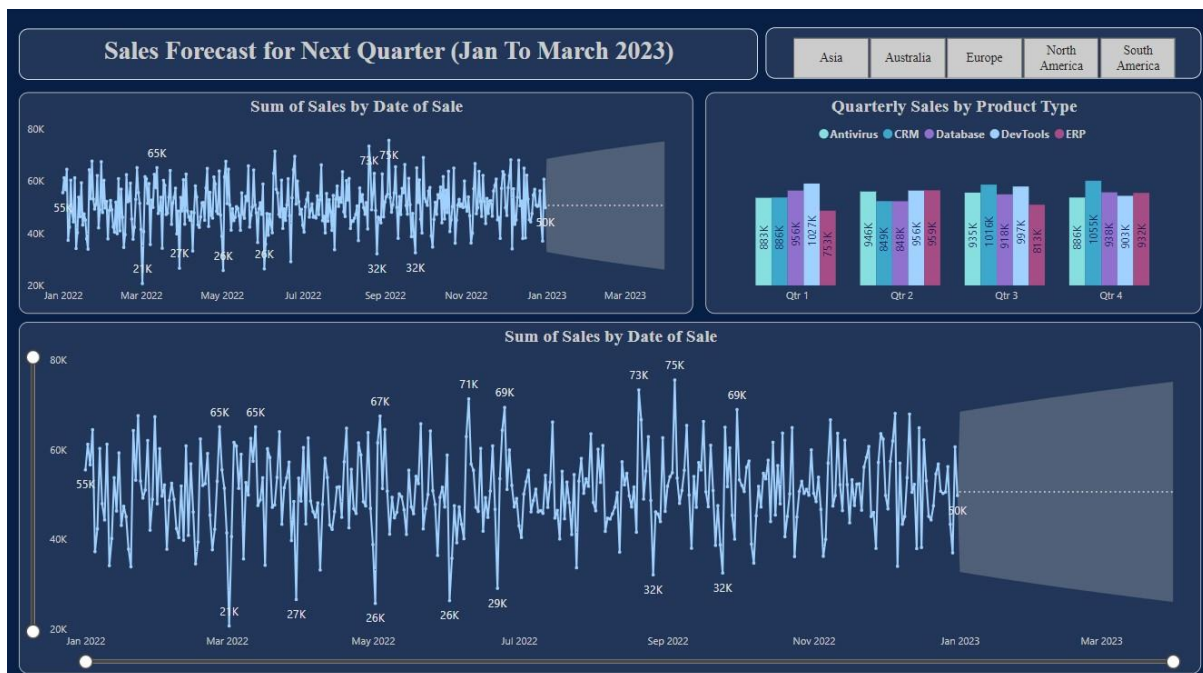 Sales Forecast for Next Quarter (Jan To March 2023)
Asia
Australia
Europe
North
America
South
America
Sum of Sales by Date of Sale
80K
60K
40K
20K
55K
65K
21K
27K
26K
26K
73K
75K
32K
32K
50K
Jan 2022
Mar 2022
May 2022
Jul 2022
Sep 2022
Nov 2022
Jan 2023
Mar 2023
Quarterly Sales by Product Type
Antivirus CRM Database DevTools ERP
883K
886K
956K
1027K
753K
946K
849K
848K
956K
959K
935K
1016K
918K
997K
813K
886K
1055K
938K
903K
932K
Qtr 1
Qtr 2
Qtr 3
Qtr 4
Sum of Sales by Date of Sale
80K
60K
40K
20K
55K
65K
65K
21K
27K
67K
26K
26K
71K
69K
29K
73K
75K
32K
32K
69K
50K
Jan 2022
Mar 2022
May 2022
Jul 2022
Sep 2022
Nov 2022
Jan 2023
Mar 2023